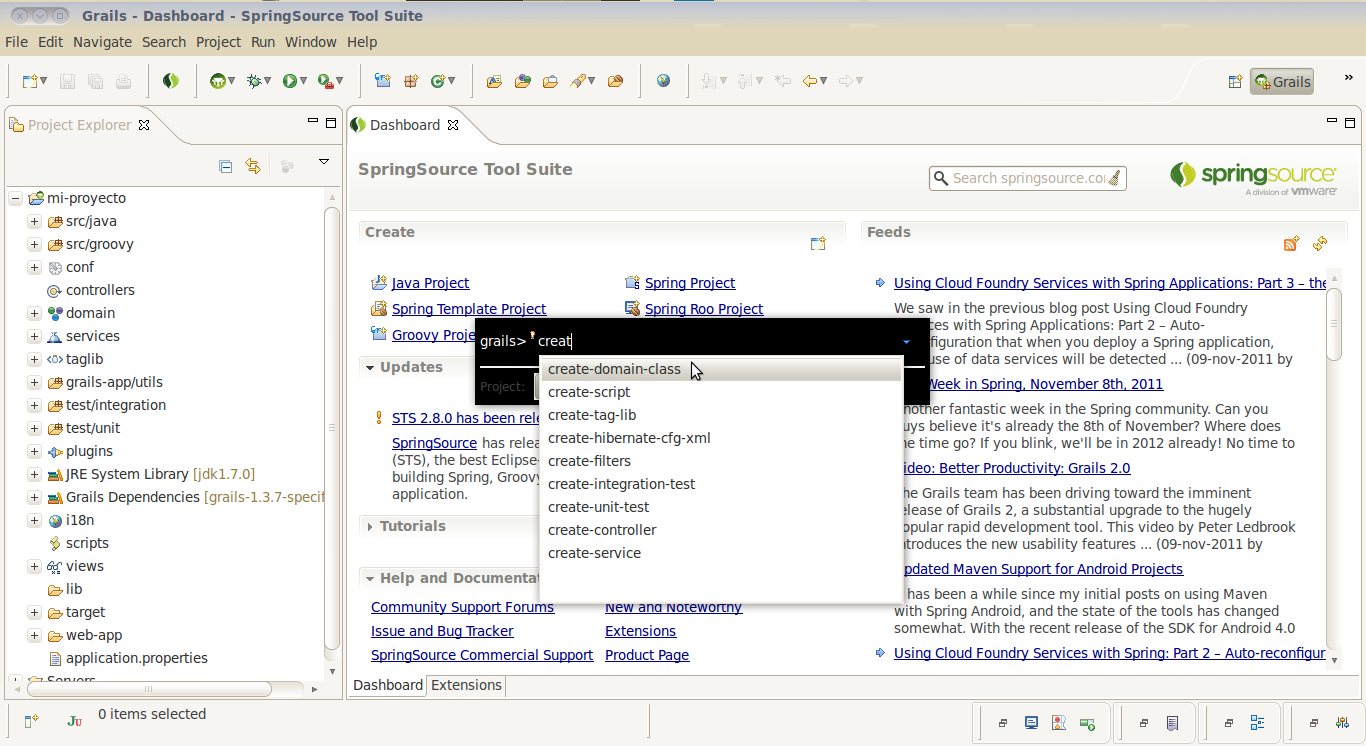 Grails - Dashboard - SpringSource Tool Suite
File Edit Navigate Search Project Run Window Help
Grails
Project Explorer
mi-proyecto
src/java
src/groovy
conf
controllers
domain
services
taglib
grails-app/utils
test/integration
test/unit
plugins
JRE System Library [jdk1.7.0]
Grails Dependencies [grails-1.3.7-specif
i18n
scripts
views
lib
target
web-app
application.properties
Servers
Dashboard
SpringSource Tool Suite
Search springsource.co
springsource
A division of vmware
Create
Java Project
Spring Project
Spring Template Project
Spring Roo Project
Groovy Proje
grails> creat
Project:
create-domain-class
create-script
create-tag-lib
create-hibernate-cfg-xml
create-filters
create-integration-test
create-unit-test
create-controller
create-service
Updates
STS 2.8.0 has been rele
SpringSource has relea
(STS), the best Eclipse-
building Spring, Groovy
application.
Tutorials
Help and Documentat
Community Support Forums
New and Noteworthy
Issue and Bug Tracker
Extensions
SpringSource Commercial Support
Product Page
Feeds
Using Cloud Foundry Services with Spring Applications: Part 3 – the
We saw in the previous blog post Using Cloud Foundry
ces with Spring Applications: Part 2 – Auto-
figuration that when you deploy a Spring application,
use of data services will be detected ... (09-nov-2011 by
Week in Spring, November 8th, 2011
nother fantastic week in the Spring community. Can you
uys believe it's already the 8th of November? Where does
he time go? If you blink, we'll be in 2012 already! No time to
ideo: Better Productivity: Grails 2.0
he Grails team has been driving toward the imminent
elease of Grails 2, a substantial upgrade to the hugely
opular rapid development tool. This video by Peter Ledbrook
ntroduces the new usability features ... (09-nov-2011 by
pdated Maven Support for Android Projects
has been a while since my initial posts on using Maven
with Spring Android, and the state of the tools has changed
somewhat. With the recent release of the SDK for Android 4.0
Using Cloud Foundry Services with Spring: Part 2 – Auto-reconfigur
Dashboard Extensions
0 items selected